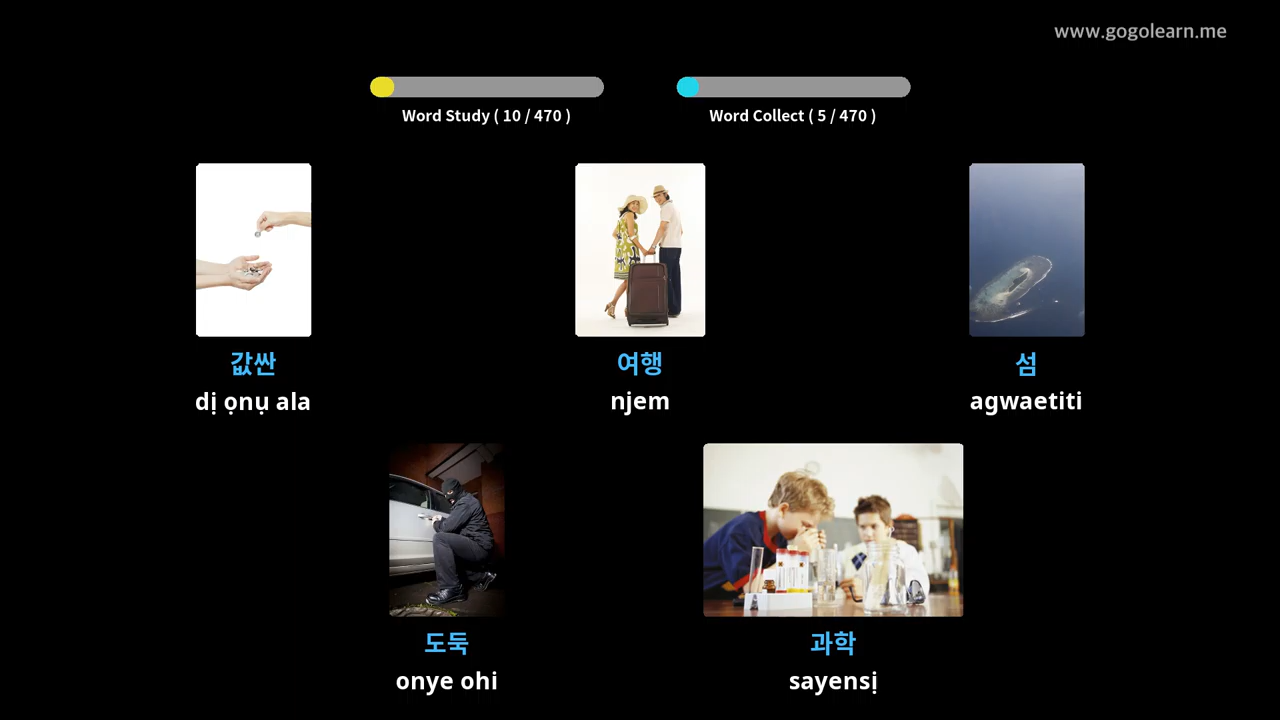 www.gogolearn.me
Word Study ( 10 / 470 )
Word Collect ( 5 / 470 )
값싼
dị ọnụ ala
여행
njem
섬
agwaetiti
도둑
onye ohi
과학
sayensị